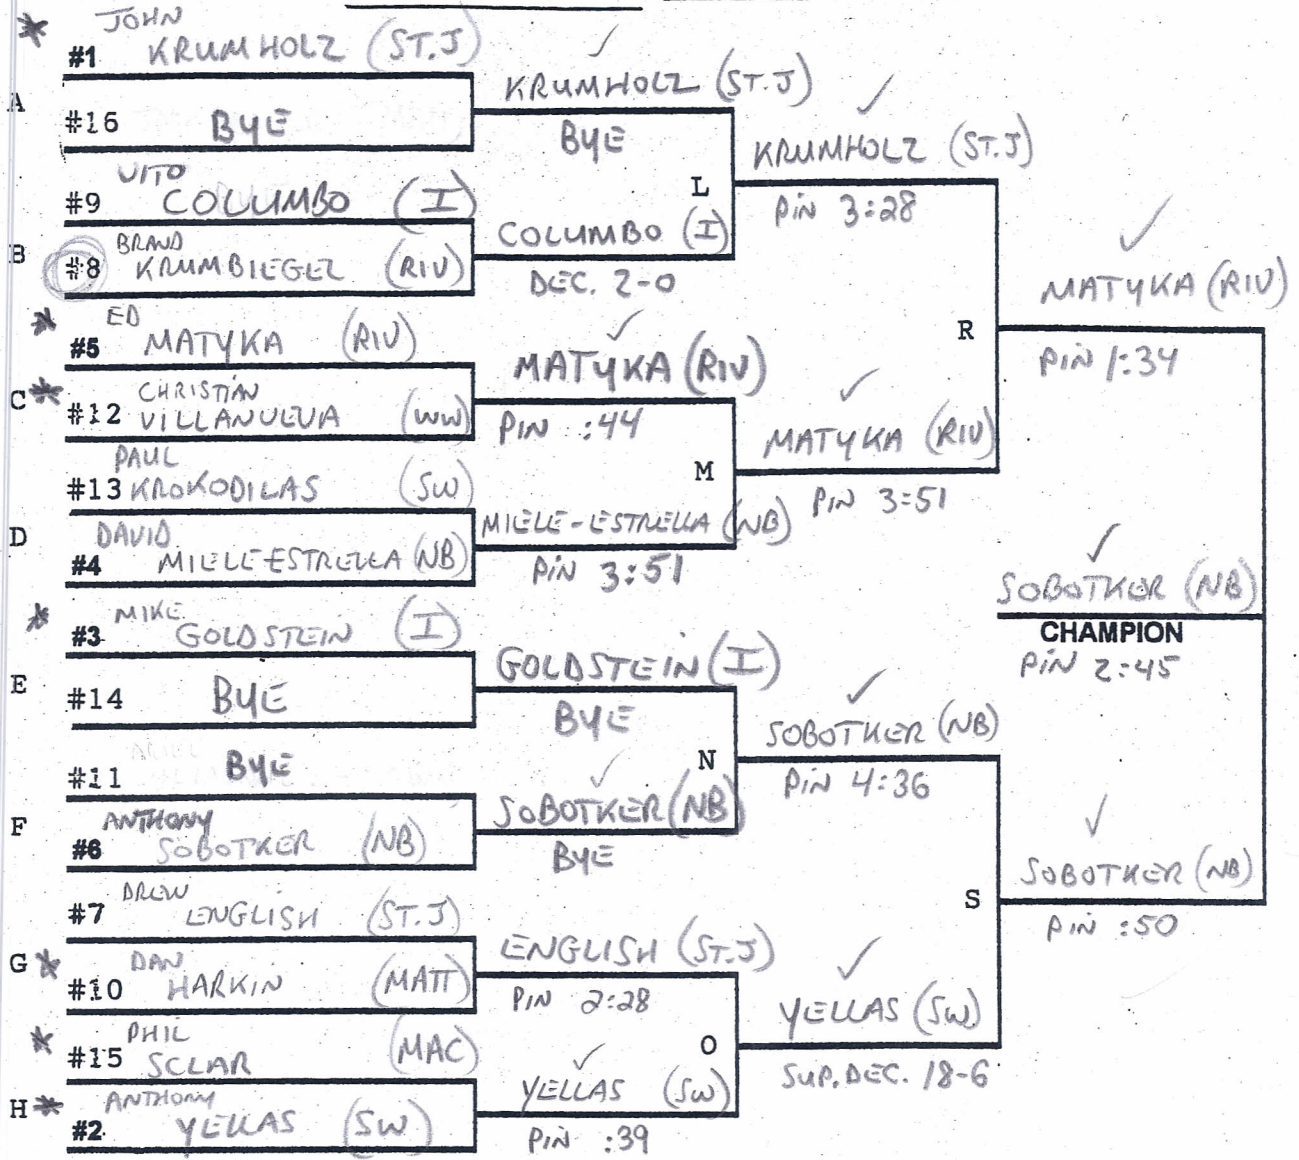 JOHN
#1 KRUMHOLZ (ST.J)
A
#16 BYE
VITO
#9 COLUMBO (I)
B
BRAND
#8 KRUMBIEGEL (RIV)
ED
#5 MATYKA (RIV)
C
CHRISTIAN
#12 VILLANUEVA (WW)
PAUL
#13 KROKODILAS (SW)
D
DAVID
#4 MIELE-ESTRELLA (NB)
MIKE
#3 GOLDSTEIN (I)
E
#14 BYE
#11 BYE
F
ANTHONY
#6 SOBOTKER (NB)
DREW
#7 ENGLISH (ST.J)
G
DAN
#10 HARKIN (MATT)
PHIL
#15 SCLAR (MAC)
H
ANTHONY
#2 YELLAS (SW)
KRUMHOLZ (ST.J)
BYE
L
COLUMBO (I)
DEC. 2-0
MATYKA (RIV)
PIN :44
M
MIELE-ESTRELLA (NB)
PIN 3:51
GOLDSTEIN (I)
BYE
N
SOBOTKER (NB)
BYE
ENGLISH (ST.J)
PIN 2:28
O
YELLAS (SW)
PIN :39
KRUMHOLZ (ST.J)
PIN 3:28
R
MATYKA (RIV)
PIN 3:51
SOBOTKER (NB)
PIN 4:36
S
YELLAS (SW)
SUP. DEC. 18-6
MATYKA (RIV)
PIN 1:34
SOBOTKER (NB)
CHAMPION
PIN 2:45
SOBOTKER (NB)
PIN :50